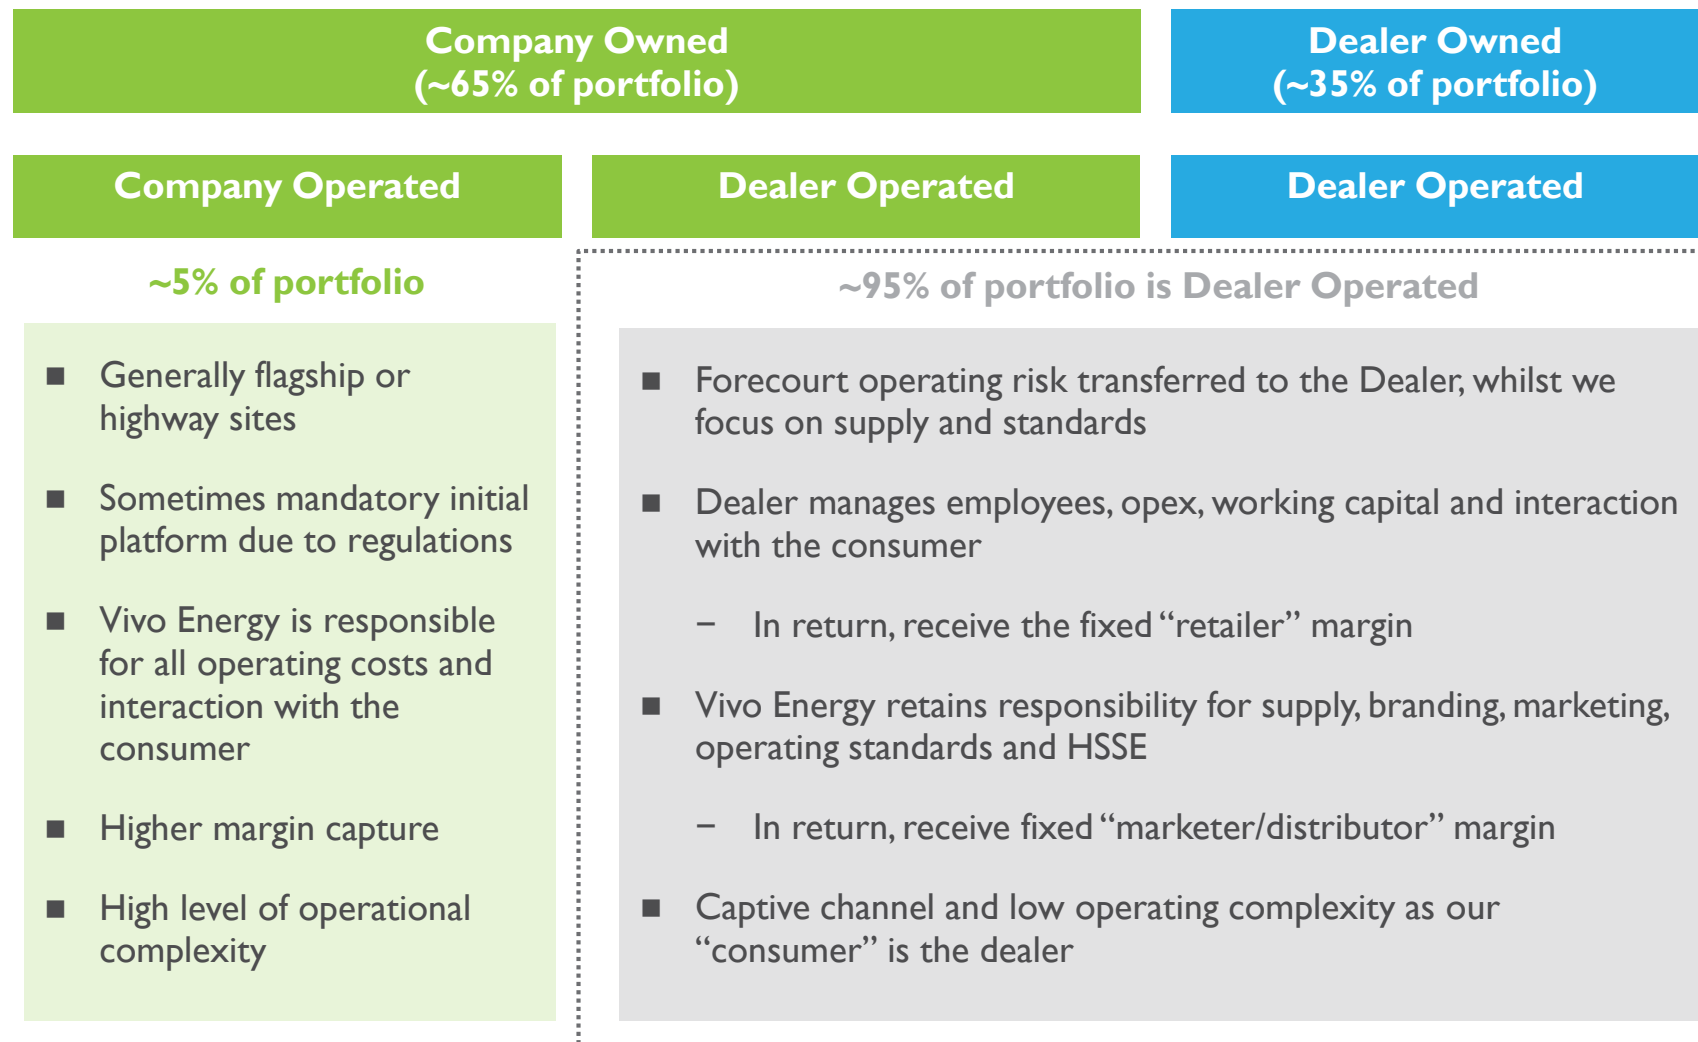 Company Owned
(~65% of portfolio)
Dealer Owned
(~35% of portfolio)
Company Operated
Dealer Operated
Dealer Operated
~5% of portfolio
■ Generally flagship or
highway sites
■ Sometimes mandatory initial
platform due to regulations
■ Vivo Energy is responsible
for all operating costs and
interaction with the
consumer
■ Higher margin capture
■ High level of operational
complexity
~95% of portfolio is Dealer Operated
■ Forecourt operating risk transferred to the Dealer, whilst we
focus on supply and standards
■ Dealer manages employees, opex, working capital and interaction
with the consumer
– In return, receive the fixed “retailer” margin
■ Vivo Energy retains responsibility for supply, branding, marketing,
operating standards and HSSE
– In return, receive fixed “marketer/distributor” margin
■ Captive channel and low operating complexity as our
“consumer” is the dealer